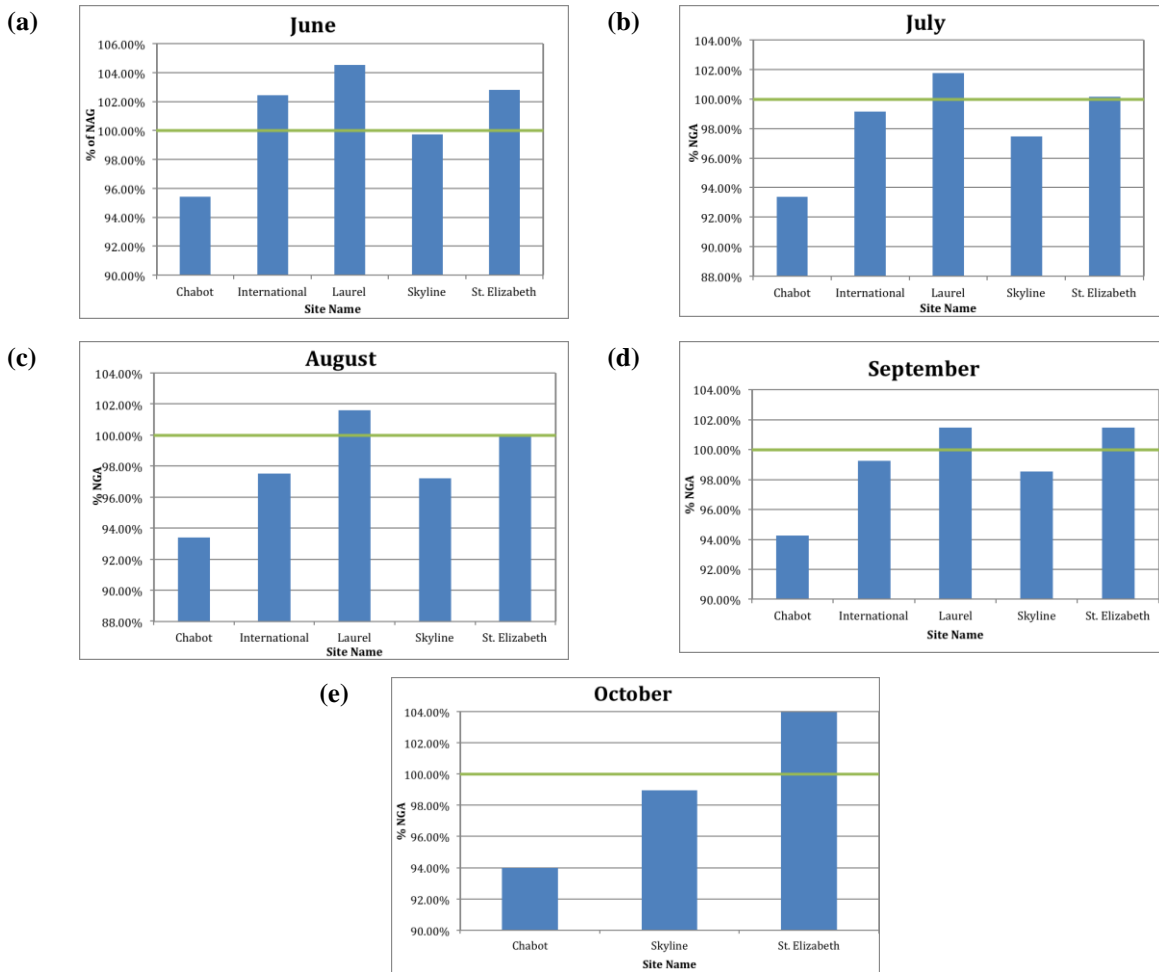 (a)
June
106.00%
104.00%
102.00%
100.00%
98.00%
96.00%
94.00%
92.00%
90.00%
% of NAG
Chabot International Laurel Skyline St. Elizabeth
Site Name
(b)
July
104.00%
102.00%
100.00%
98.00%
96.00%
94.00%
92.00%
90.00%
88.00%
% NGA
Chabot International Laurel Skyline St. Elizabeth
Site Name
(c)
August
104.00%
102.00%
100.00%
98.00%
96.00%
94.00%
92.00%
90.00%
88.00%
% NGA
Chabot International Laurel Skyline St. Elizabeth
Site Name
(d)
September
104.00%
102.00%
100.00%
98.00%
96.00%
94.00%
92.00%
90.00%
% NGA
Chabot International Laurel Skyline St. Elizabeth
Site Name
(e)
October
104.00%
102.00%
100.00%
98.00%
96.00%
94.00%
92.00%
90.00%
% NGA
Chabot Skyline St. Elizabeth
Site Name